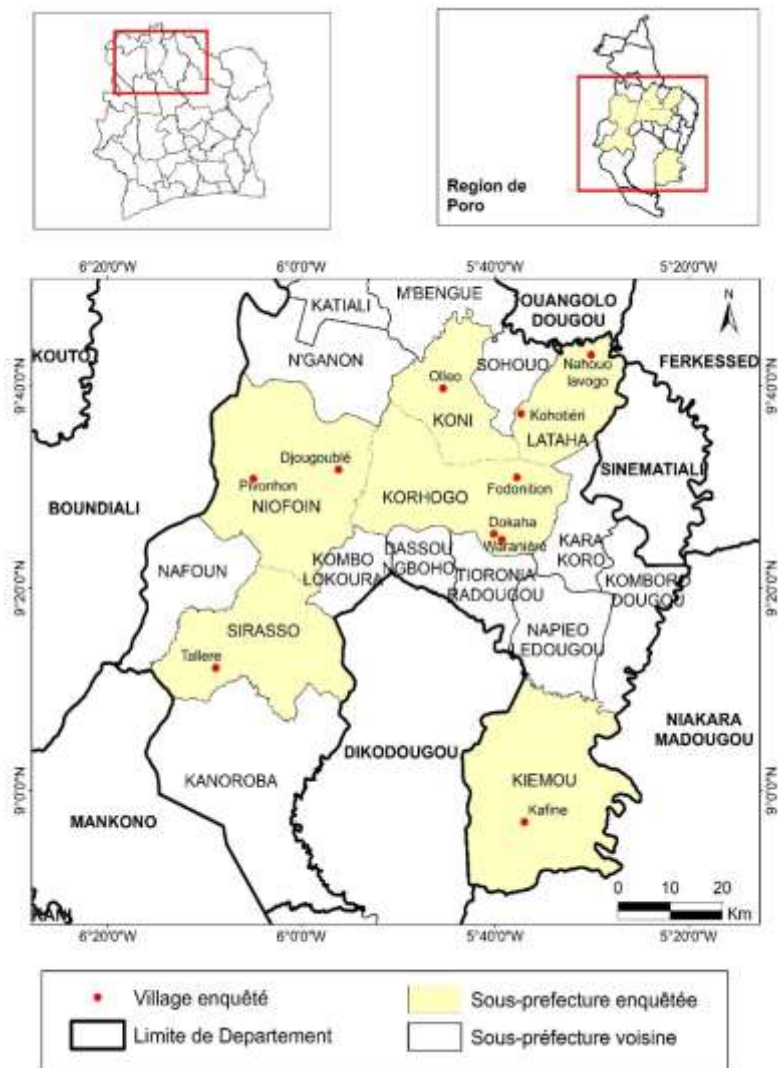 Region de
Poro
6°20'0"W
6°0'0"W
5°40'0"W
5°20'0"W
M'BENGUE
OUANGOLO
DOUGOU
KATIALI
N
KOUTO
N'GANON
SOHOUO
FERKESSED
Nahouo
lavogo
9°40'0"N
9°40'0"N
Olleo
KONI
Kohotiéri
LATAHA
Djougoublé
SINEMATIALI
NIOFOIN
KORHOGO
Fodonition
BOUNDIALI
Dokaha
Waranièré
KARA
KORO
NAFOUN
KOMBO
LOKOURA
DASSOU
NGBOHO
TIORONIA
RADOUGOU
KOMBORO
DOUGOU
9°20'0"N
9°20'0"N
SIRASSO
NAPIEO
LEDOUGOU
Tallere
NIAKARA
MADOUGOU
DIKODOUGOU
KANOROBA
KIEMOU
9°0'0"N
9°0'0"N
MANKONO
Kafine
0 10 20
Km
6°20'0"W
6°0'0"W
5°40'0"W
5°20'0"W
Village enquêté
Sous-prefecture enquêtée
Limite de Departement
Sous-préfecture voisine